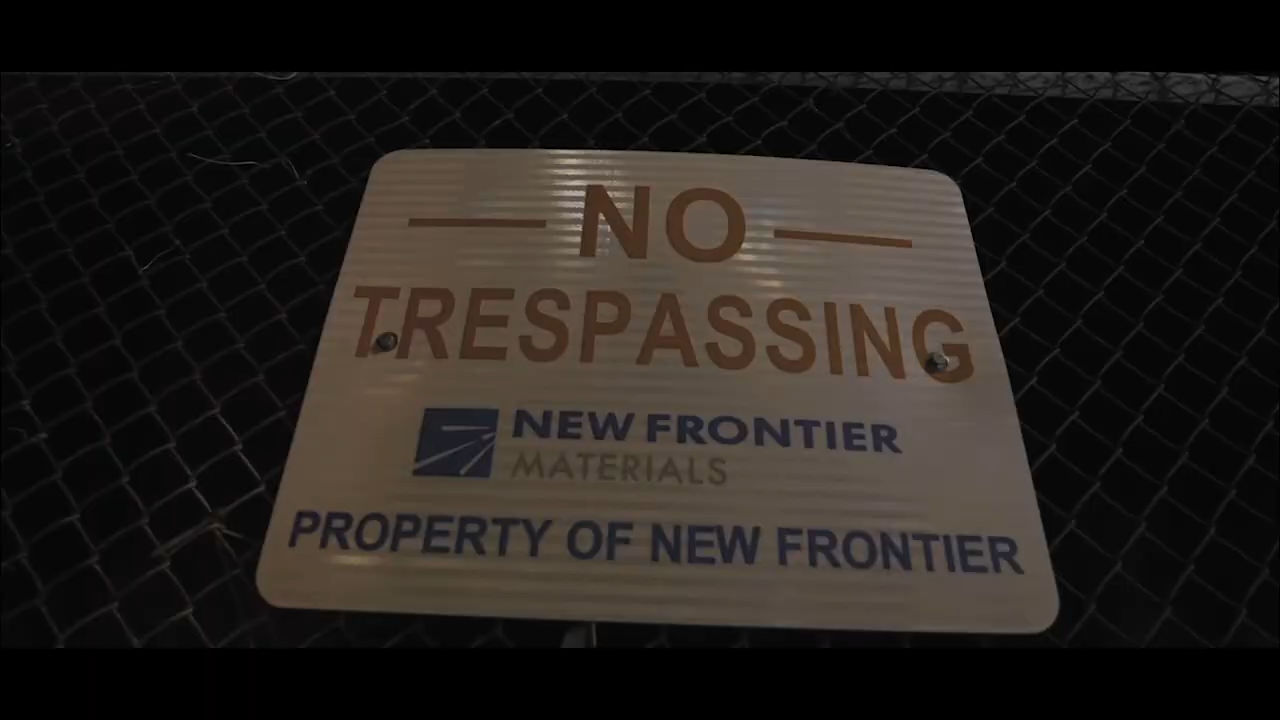 NO
TRESPASSING
NEW FRONTIER
MATERIALS
PROPERTY OF NEW FRONTIER